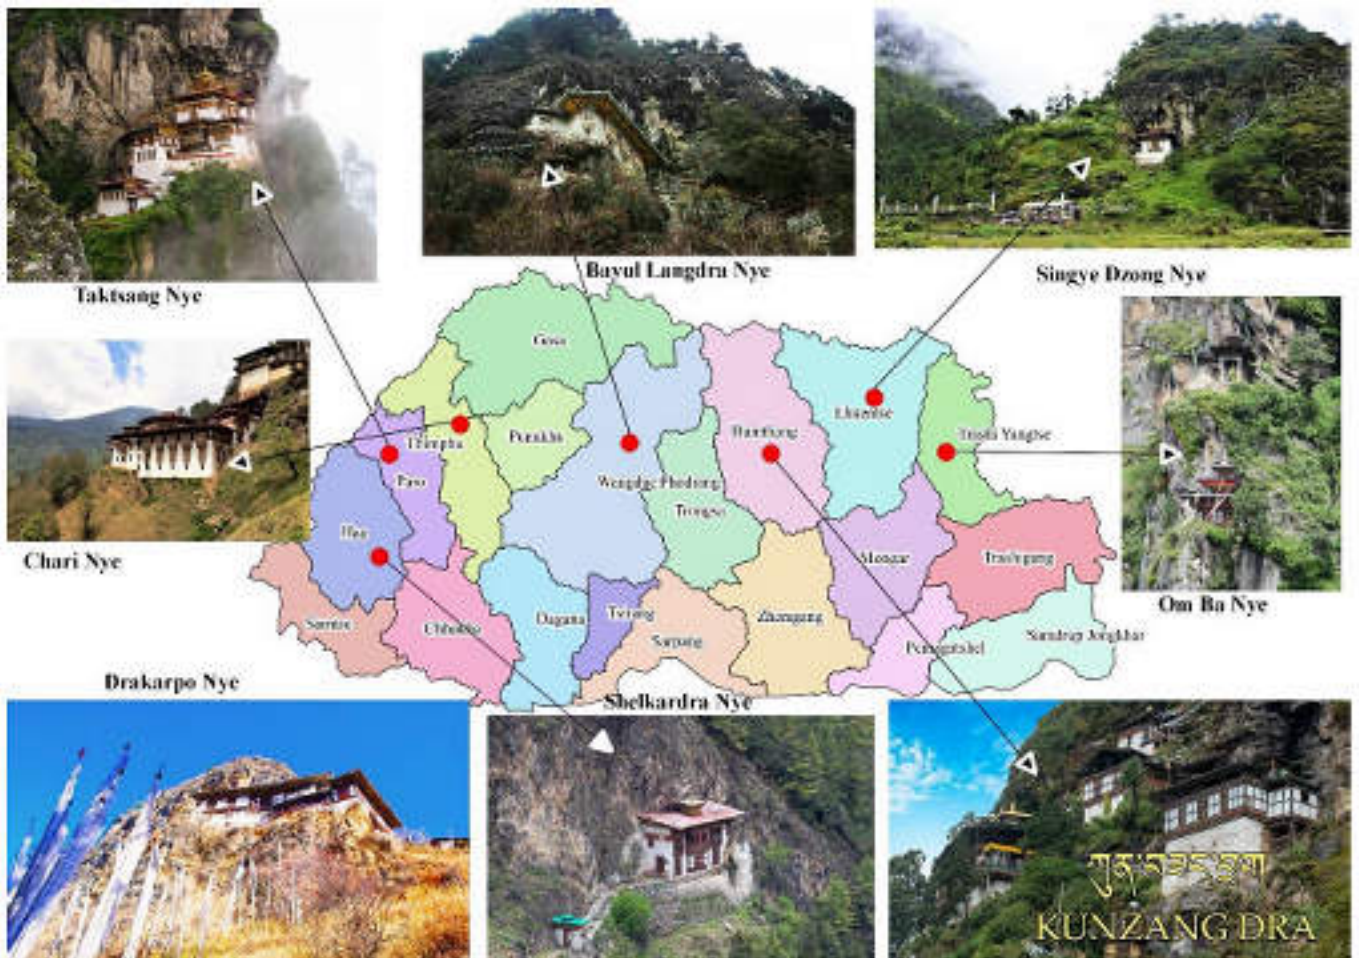 Taktsang Nye
Bayul Langdra Nye
Singye Dzong Nye
Chari Nye
Om Ba Nye
Gasa
Thimphu
Punakha
Bumthang
Lhuentse
Trashi Yangtse
Paro
Wangdue Phodrang
Trongsa
Haa
Mongar
Trashigang
Samtse
Chhukha
Dagana
Tsirang
Sarpang
Zhemgang
Pemagatshel
Samdrup Jongkhar
Drakarpo Nye
Shelkardra Nye
ཀུན་བཟང་བྲག
KUNZANG DRA